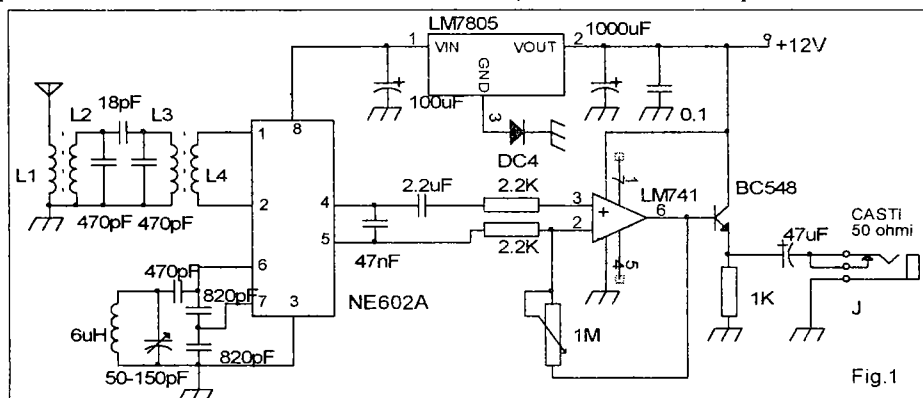 LM7805
1000uF
1
VIN
VOUT
2
+12V
GND
100uF
3
0.1
DC4
L2
18pF
L3
L1
L4
1
8
2
470pF
470pF
4
5
2.2uF
2.2K
3
1
7
LM741
6
BC548
2.2K
2
4
5
47nF
CASTi
50 ohmi
47uF
470pF
6
820pF
7
3
NE602A
6uH
820pF
50-150pF
1M
1K
J
Fig.1